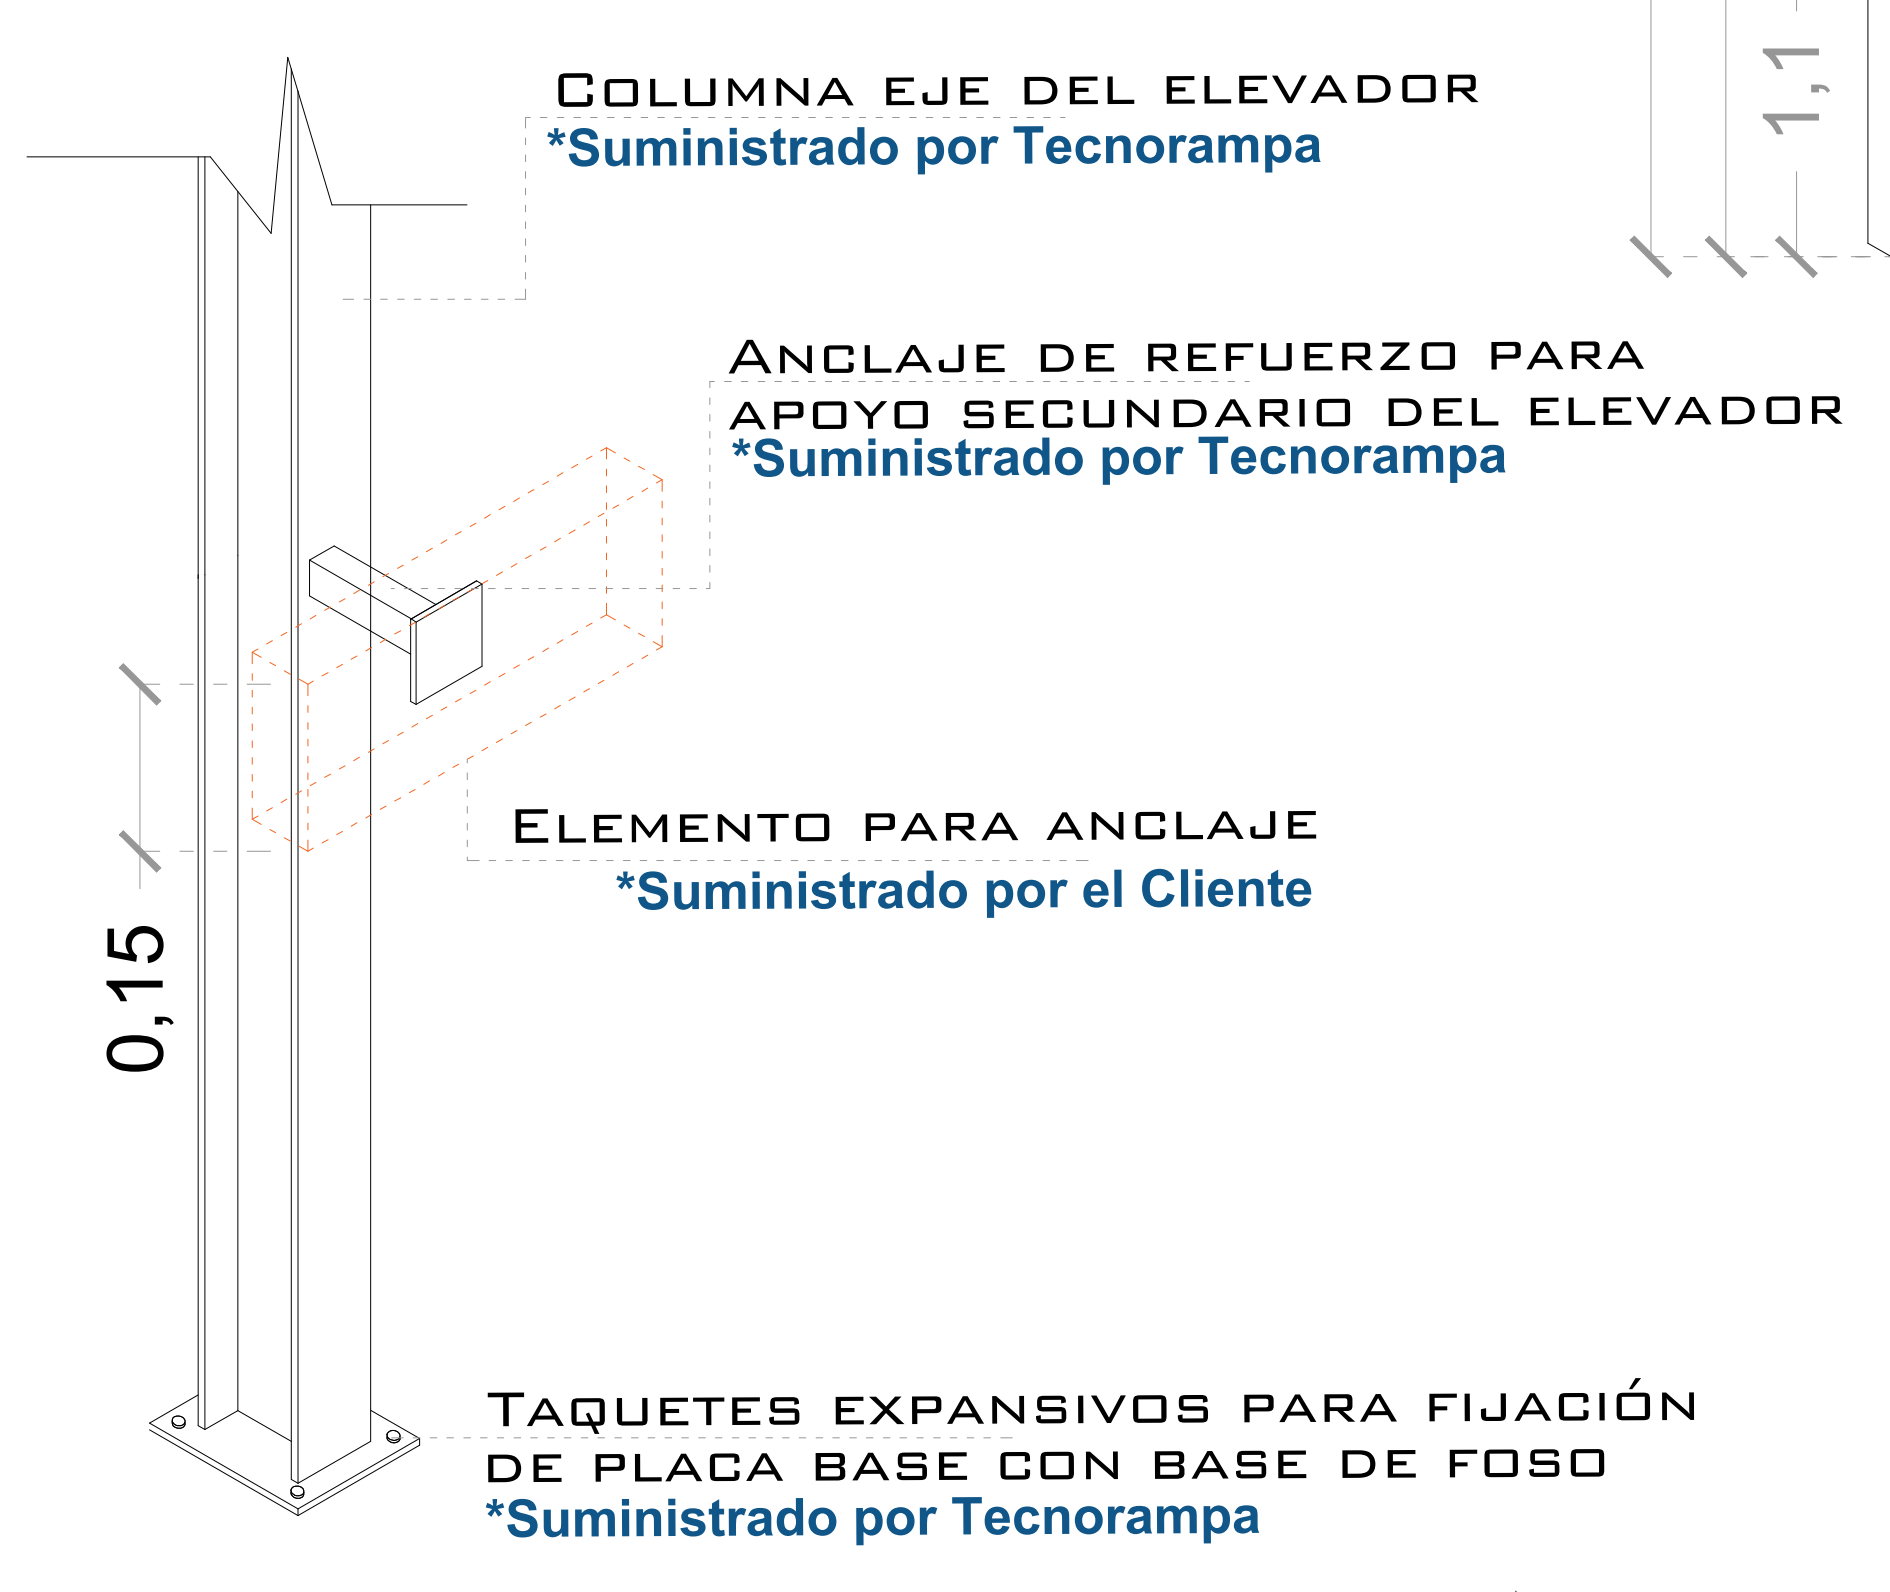 COLUMNA EJE DEL ELEVADOR
*Suministrado por Tecnorampa
1,1
ANCLAJE DE REFUERZO PARA
APOYO SECUNDARIO DEL ELEVADOR
*Suministrado por Tecnorampa
ELEMENTO PARA ANCLAJE
*Suministrado por el Cliente
0,15
TAQUETES EXPANSIVOS PARA FIJACIÓN
DE PLACA BASE CON BASE DE FOSO
*Suministrado por Tecnorampa